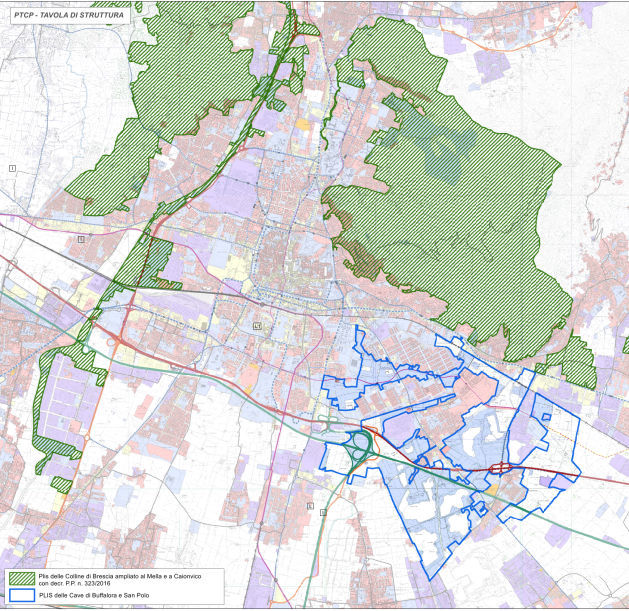 PTCP - TAVOLA DI STRUTTURA
Plis delle Colline di Brescia ampliato al Mella e a Caionvico
con decr. P.P. n. 323/2016
PLIS delle Cave di Buffalora e San Polo